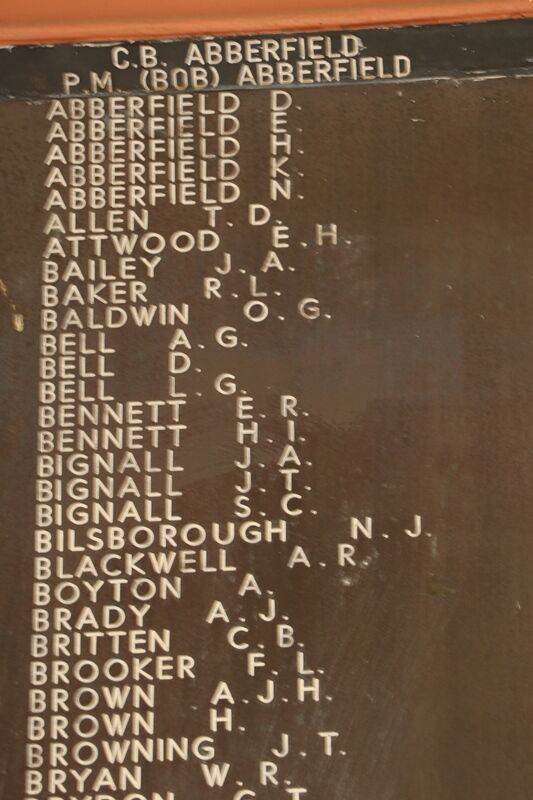 C.B. ABBERFIELD
P.M. (BOB) ABBERFIELD
ABBERFIELD D.
ABBERFIELD E.
ABBERFIELD H.
ABBERFIELD K.
ABBERFIELD N.
ALLEN T. D.
ATTWOOD E.H.
BAILEY J. A.
BAKER R.L.
BALDWIN O. G.
BELL A.G.
BELL D.
BELL L.G.
BENNETT E. R.
BENNETT H. I.
BIGNALL J. A.
BIGNALL J. T.
BIGNALL S. C.
BILSBOROUGH N. J.
BLACKWELL A.R.
BOYTON A.
BRADY A. J.
BRITTEN C. B.
BROOKER F. L.
BROWN A.J.H.
BROWN H.
BROWNING J.T.
BRYAN W. R.